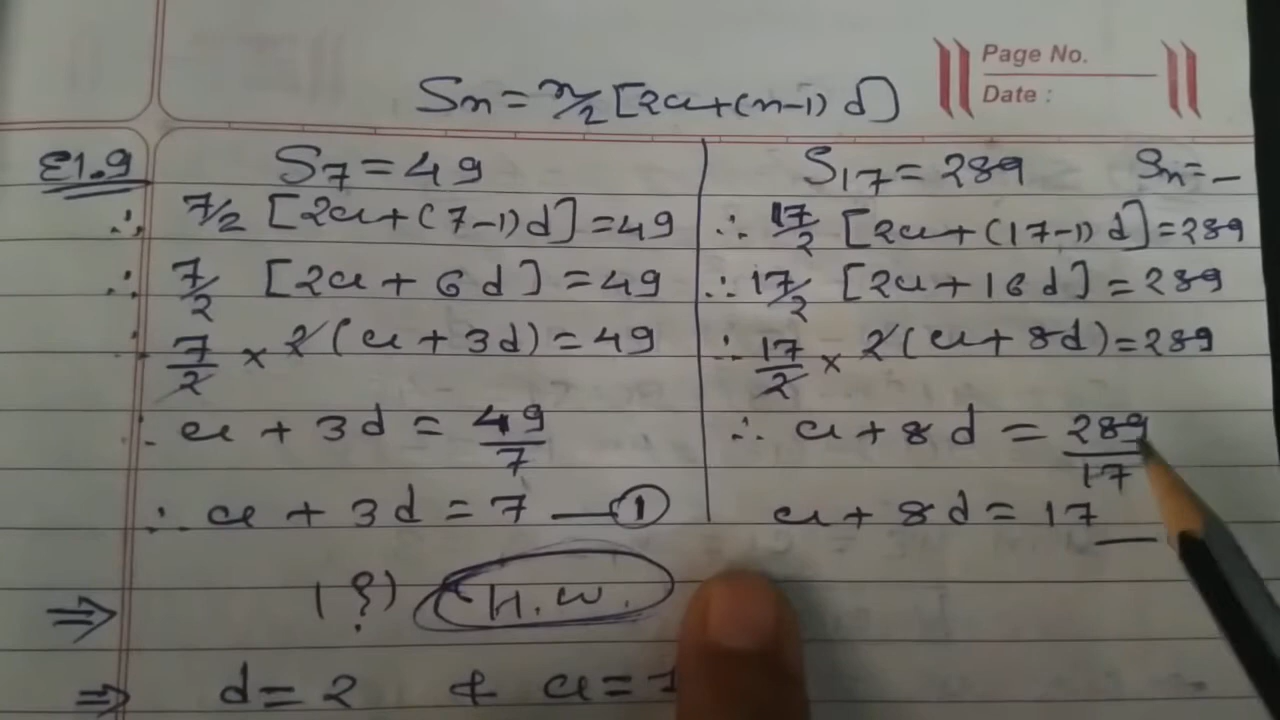 Page No.
Date :
Sn = n/2 [2a+(n-1) d]
E1.9 S7 = 49
∴ 7/2 [2a+(7-1)d] = 49
∴ 7/2 [2a + 6d] = 49
∴ 7/2 × 2(a + 3d) = 49
∴ a + 3d = 49/7
∴ a + 3d = 7 — ①
S17 = 289 Sn = _
∴ 17/2 [2a+(17-1) d] = 289
∴ 17/2 [2a + 16d] = 289
∴ 17/2 × 2(a + 8d) = 289
∴ a + 8d = 289/17
a + 8d = 17 —
⇒ (?) H.W.
⇒ d = 2 & a = 1